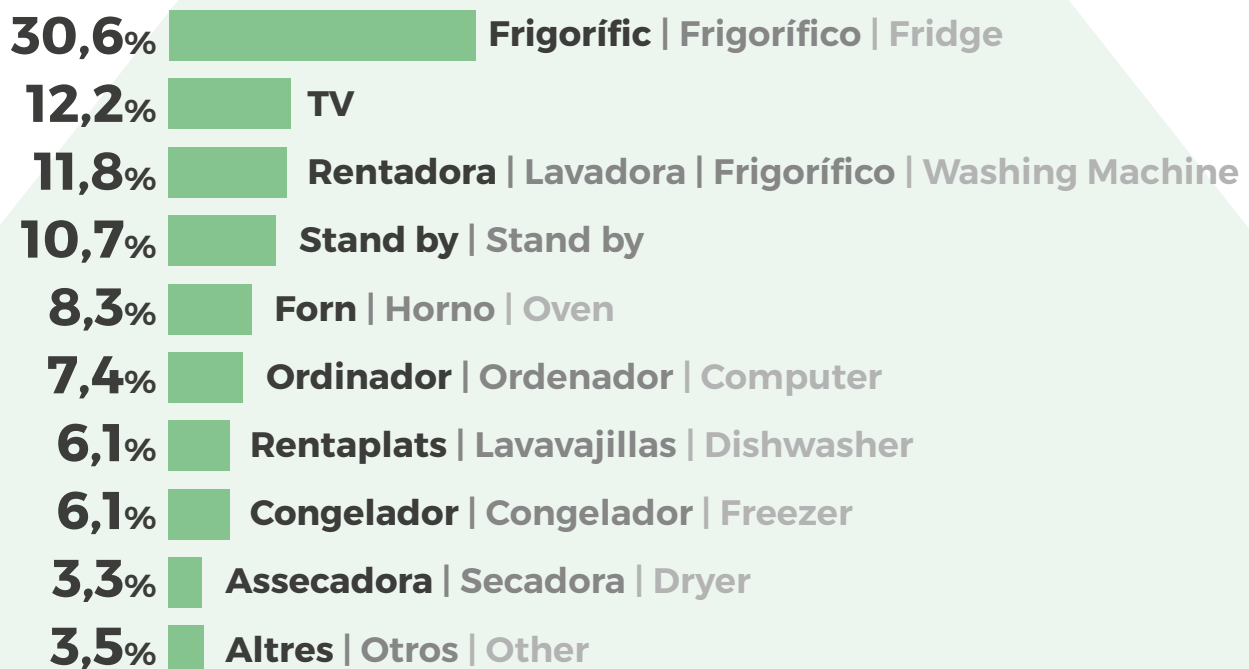 30,6% Frigorífic | Frigorífico | Fridge
12,2% TV
11,8% Rentadora | Lavadora | Frigorífico | Washing Machine
10,7% Stand by | Stand by
8,3% Forn | Horno | Oven
7,4% Ordinador | Ordenador | Computer
6,1% Rentaplats | Lavavajillas | Dishwasher
6,1% Congelador | Congelador | Freezer
3,3% Assecadora | Secadora | Dryer
3,5% Altres | Otros | Other